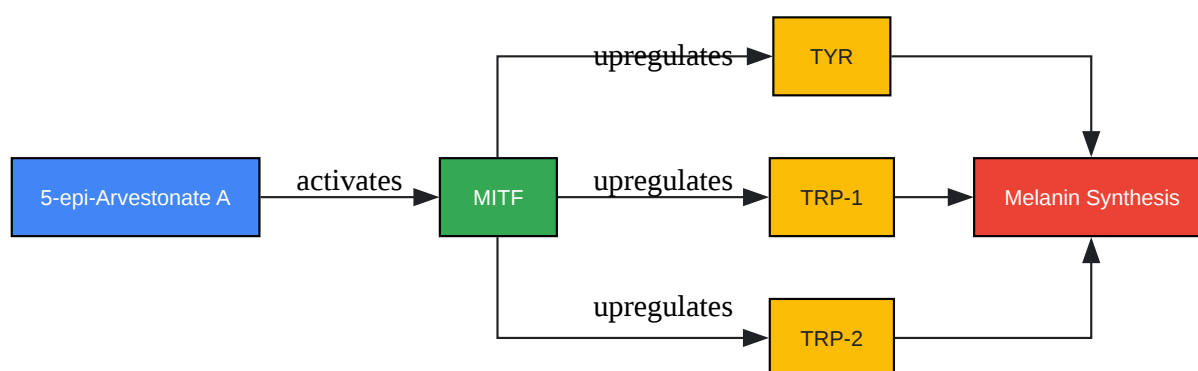 upregulates
TYR
5-epi-Arvestonate A
activates
MITF
upregulates
TRP-1
Melanin Synthesis
upregulates
TRP-2